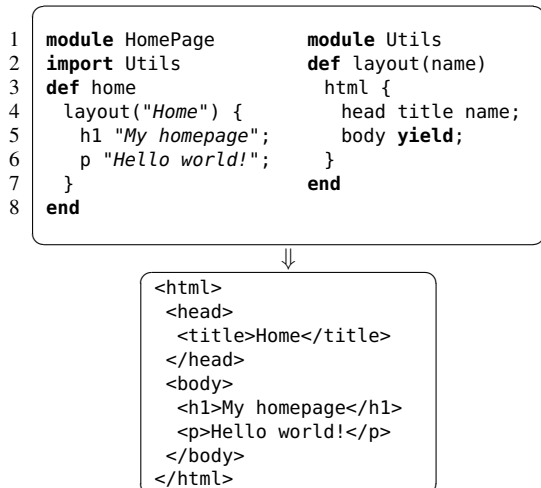 1 module HomePage module Utils
2 import Utils def layout(name)
3 def home html {
4 layout("Home") { head title name;
5 h1 "My homepage"; body yield;
6 p "Hello world!"; }
7 } end
8 end
⇓
<html>
<head>
<title>Home</title>
</head>
<body>
<h1>My homepage</h1>
<p>Hello world!</p>
</body>
</html>